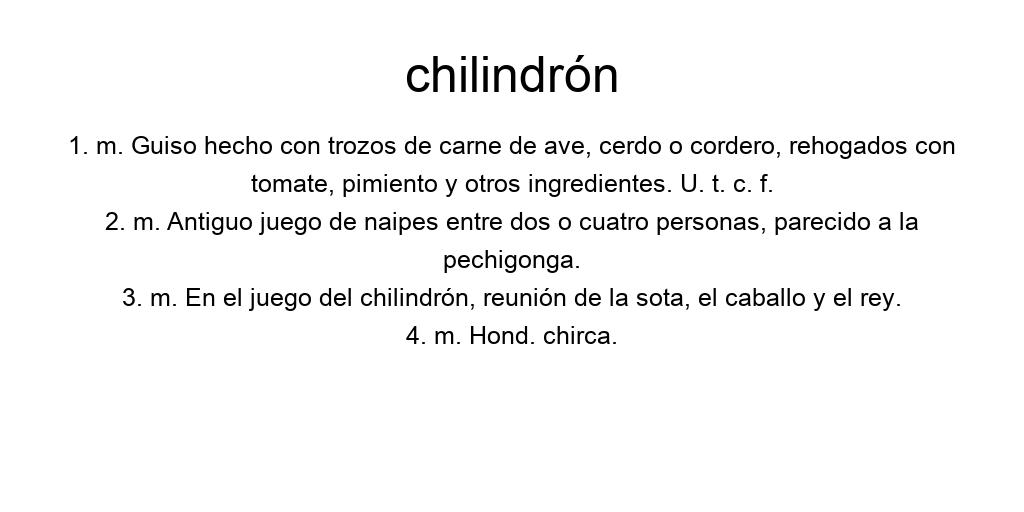 chilindrón
1. m. Guiso hecho con trozos de carne de ave, cerdo o cordero, rehogados con
tomate, pimiento y otros ingredientes. U. t. c. f.
2. m. Antiguo juego de naipes entre dos o cuatro personas, parecido a la
pechigonga.
3. m. En el juego del chilindrón, reunión de la sota, el caballo y el rey.
4. m. Hond. chirca.